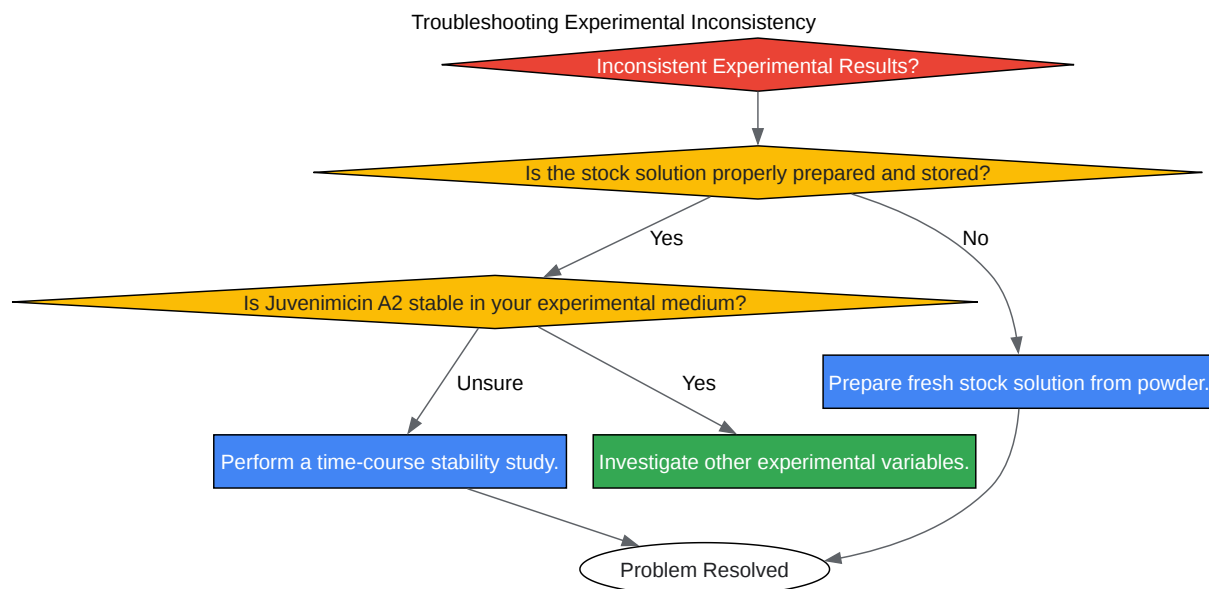 Troubleshooting Experimental Inconsistency
Inconsistent Experimental Results?
Is the stock solution properly prepared and stored?
Yes
No
Is Juvenimicin A2 stable in your experimental medium?
Unsure
Yes
Prepare fresh stock solution from powder.
Perform a time-course stability study.
Investigate other experimental variables.
Problem Resolved